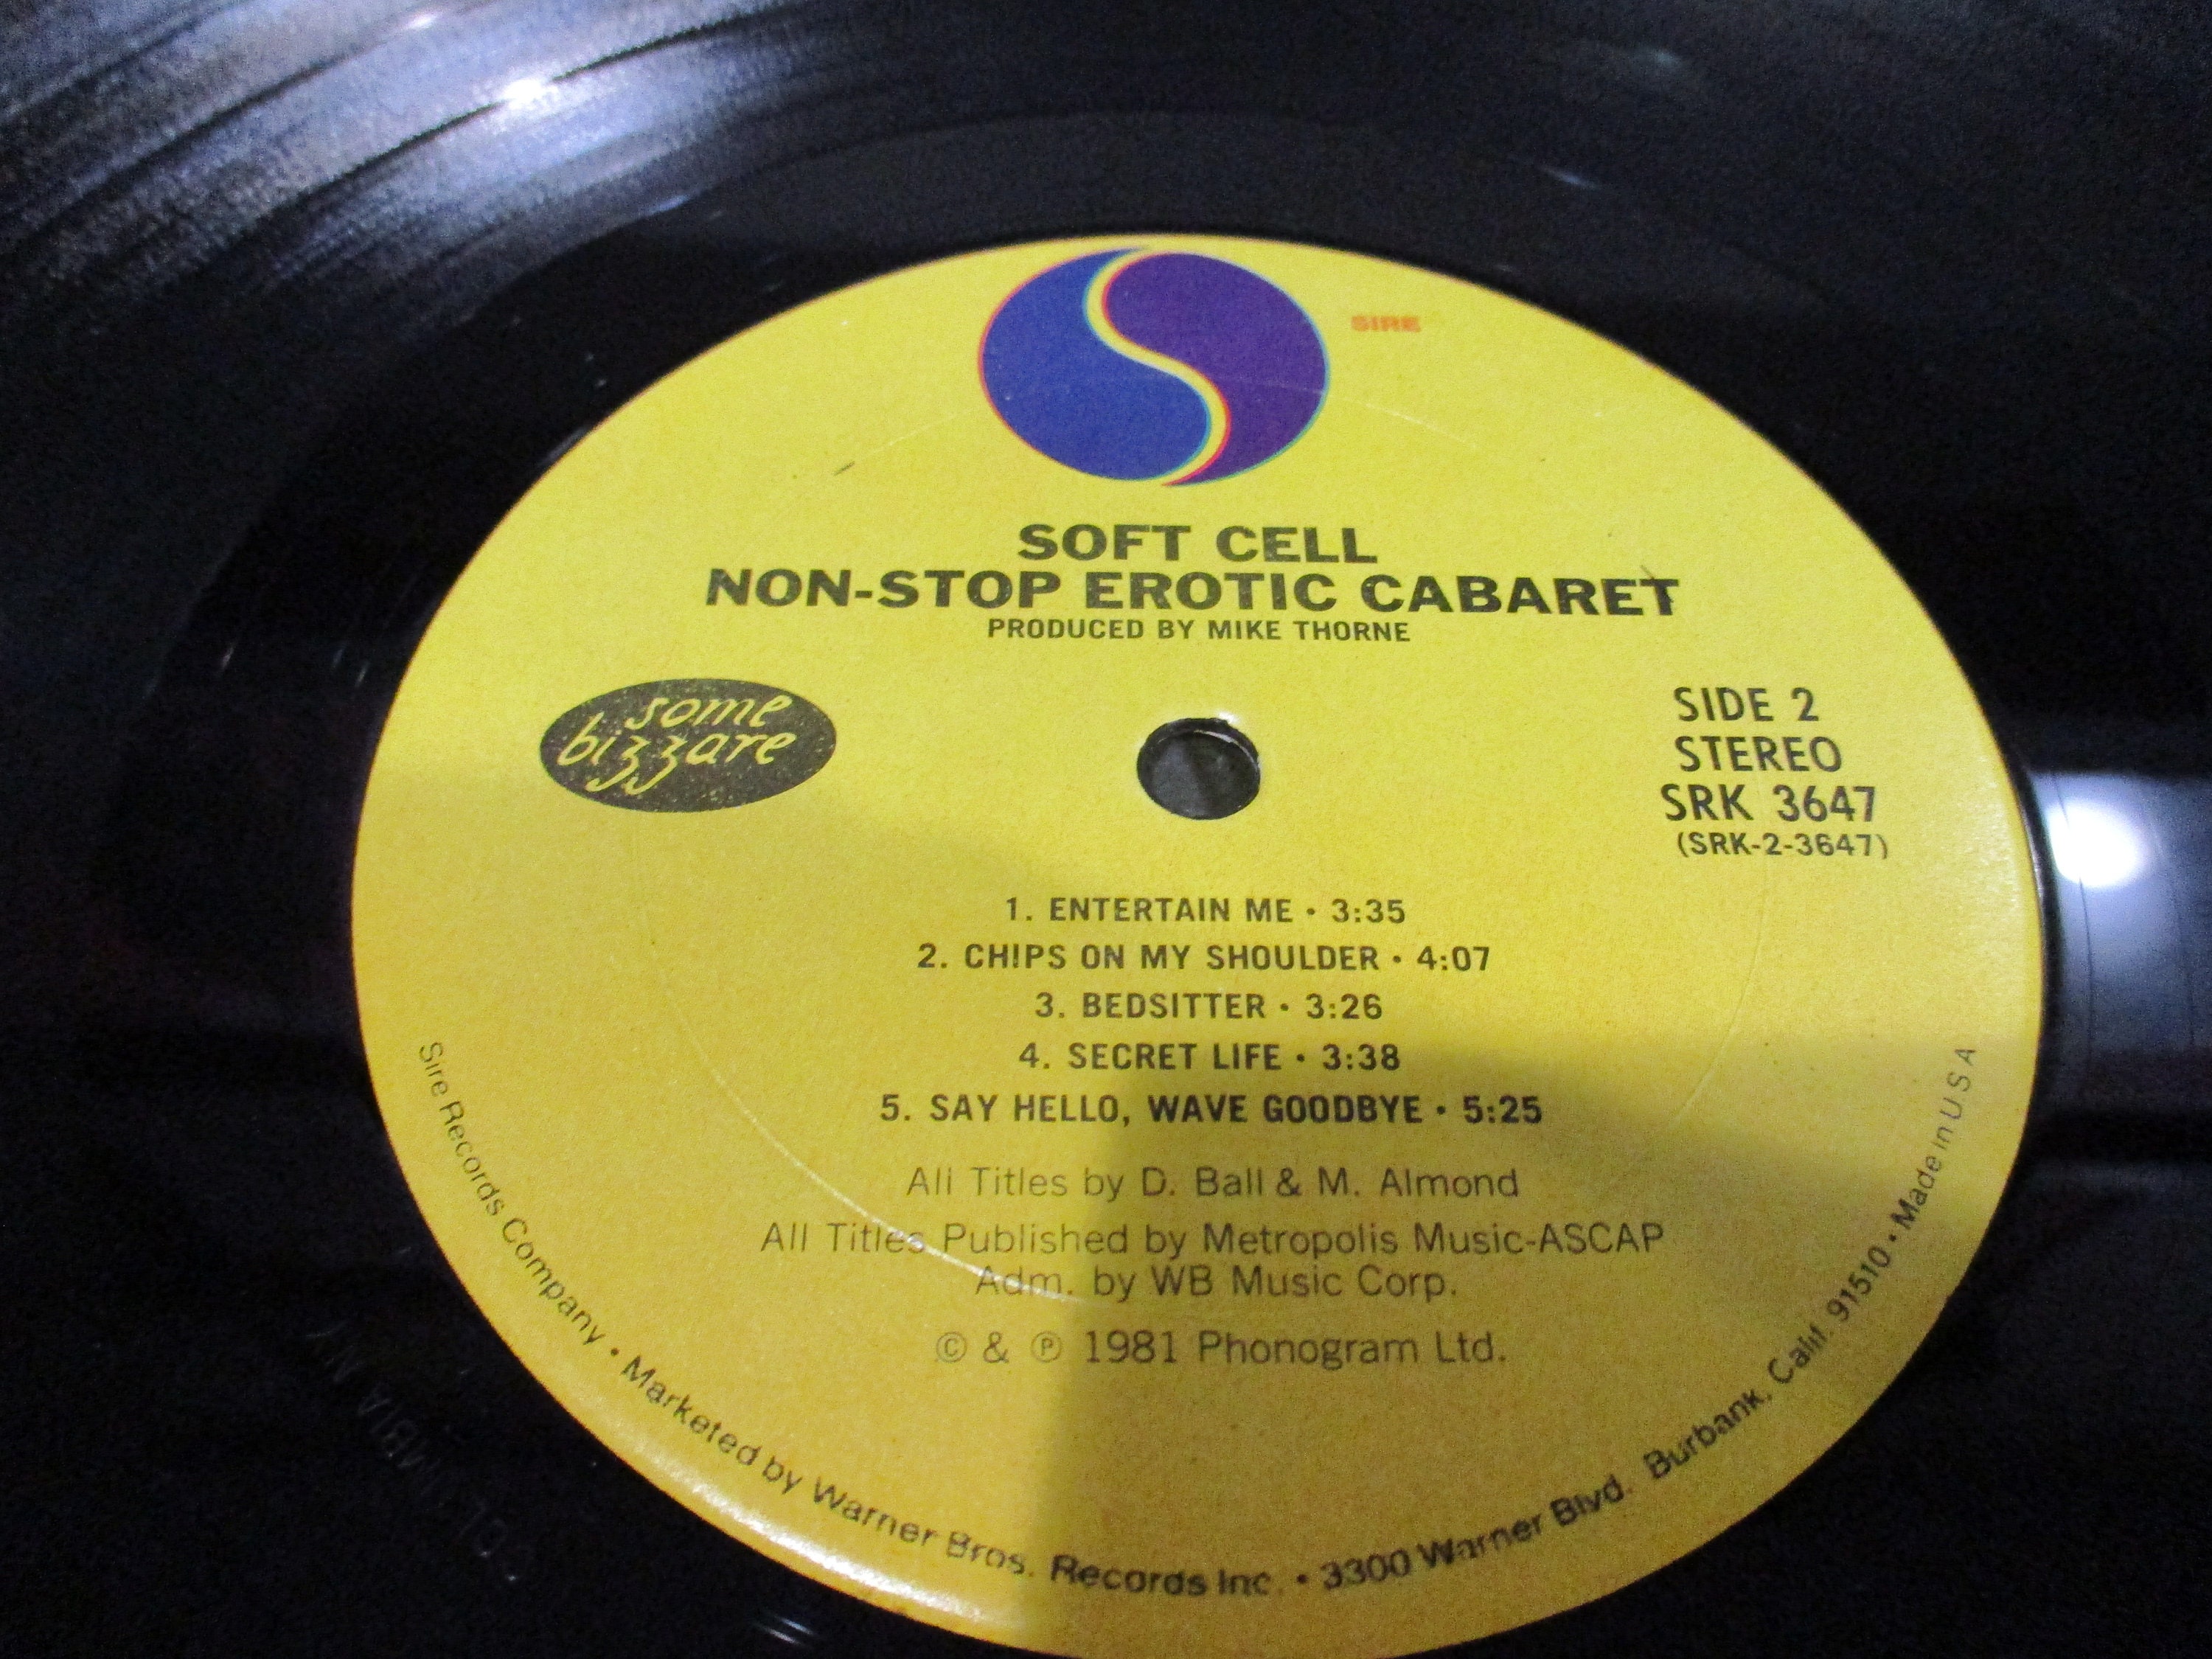 SIRE
SOFT CELL
NON-STOP EROTIC CABARET
PRODUCED BY MIKE THORNE
some
bizzare
SIDE 2
STEREO
SRK 3647
(SRK-2-3647)
1. ENTERTAIN ME • 3:35
2. CHIPS ON MY SHOULDER • 4:07
3. BEDSITTER • 3:26
4. SECRET LIFE • 3:38
5. SAY HELLO, WAVE GOODBYE • 5:25
All Titles by D. Ball & M. Almond
All Titles Published by Metropolis Music-ASCAP
Adm. by WB Music Corp.
© & ℗ 1981 Phonogram Ltd.
Sire Records Company • Marketed by Warner Bros. Records Inc. • 3300 Warner Blvd. Burbank, Calif. 91510 • Made in USA